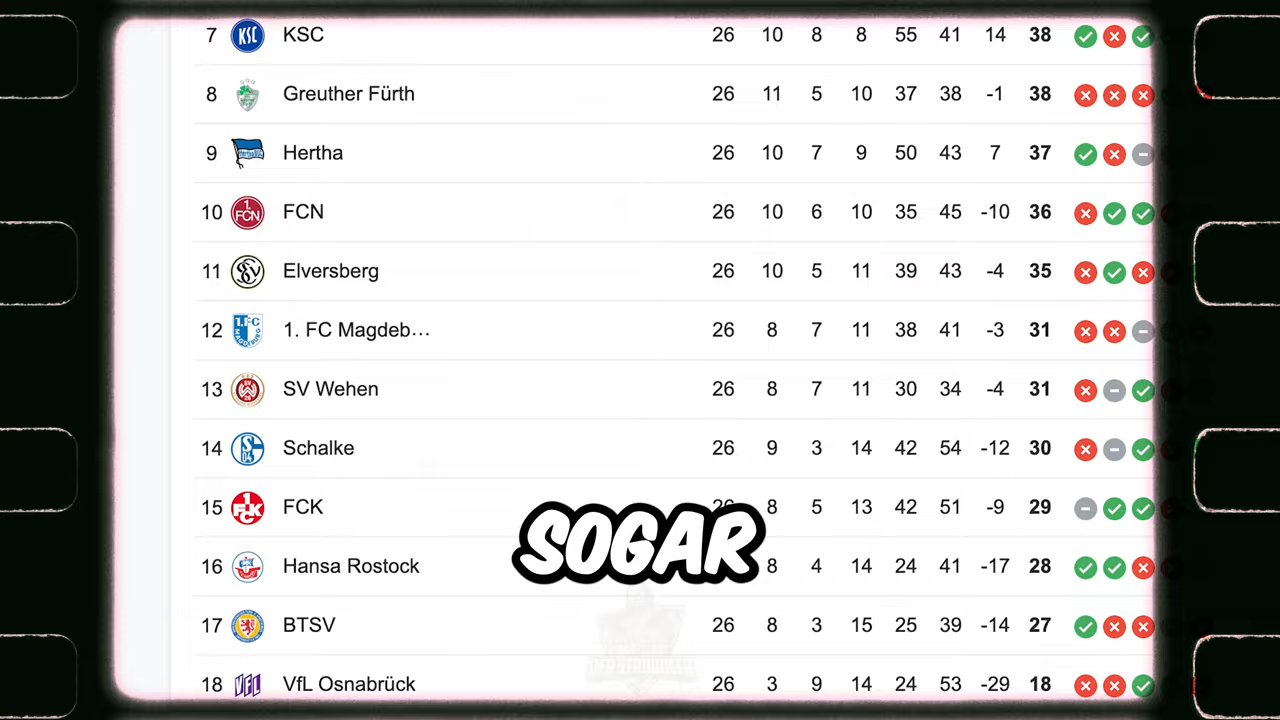 7 KSC 26 10 8 8 55 41 14 38
8 Greuther Fürth 26 11 5 10 37 38 -1 38
9 Hertha 26 10 7 9 50 43 7 37
10 1. FCN FCN 26 10 6 10 35 45 -10 36
11 Elversberg 26 10 5 11 39 43 -4 35
12 1. FC Magdeb... 26 8 7 11 38 41 -3 31
13 SV Wehen 26 8 7 11 30 34 -4 31
14 Schalke 26 9 3 14 42 54 -12 30
15 FCK 26 8 5 13 42 51 -9 29
SOGAR
16 Hansa Rostock 8 4 14 24 41 -17 28
17 BTSV 26 8 3 15 25 39 -14 27
18 VfL VfL Osnabrück 26 3 9 14 24 53 -29 18